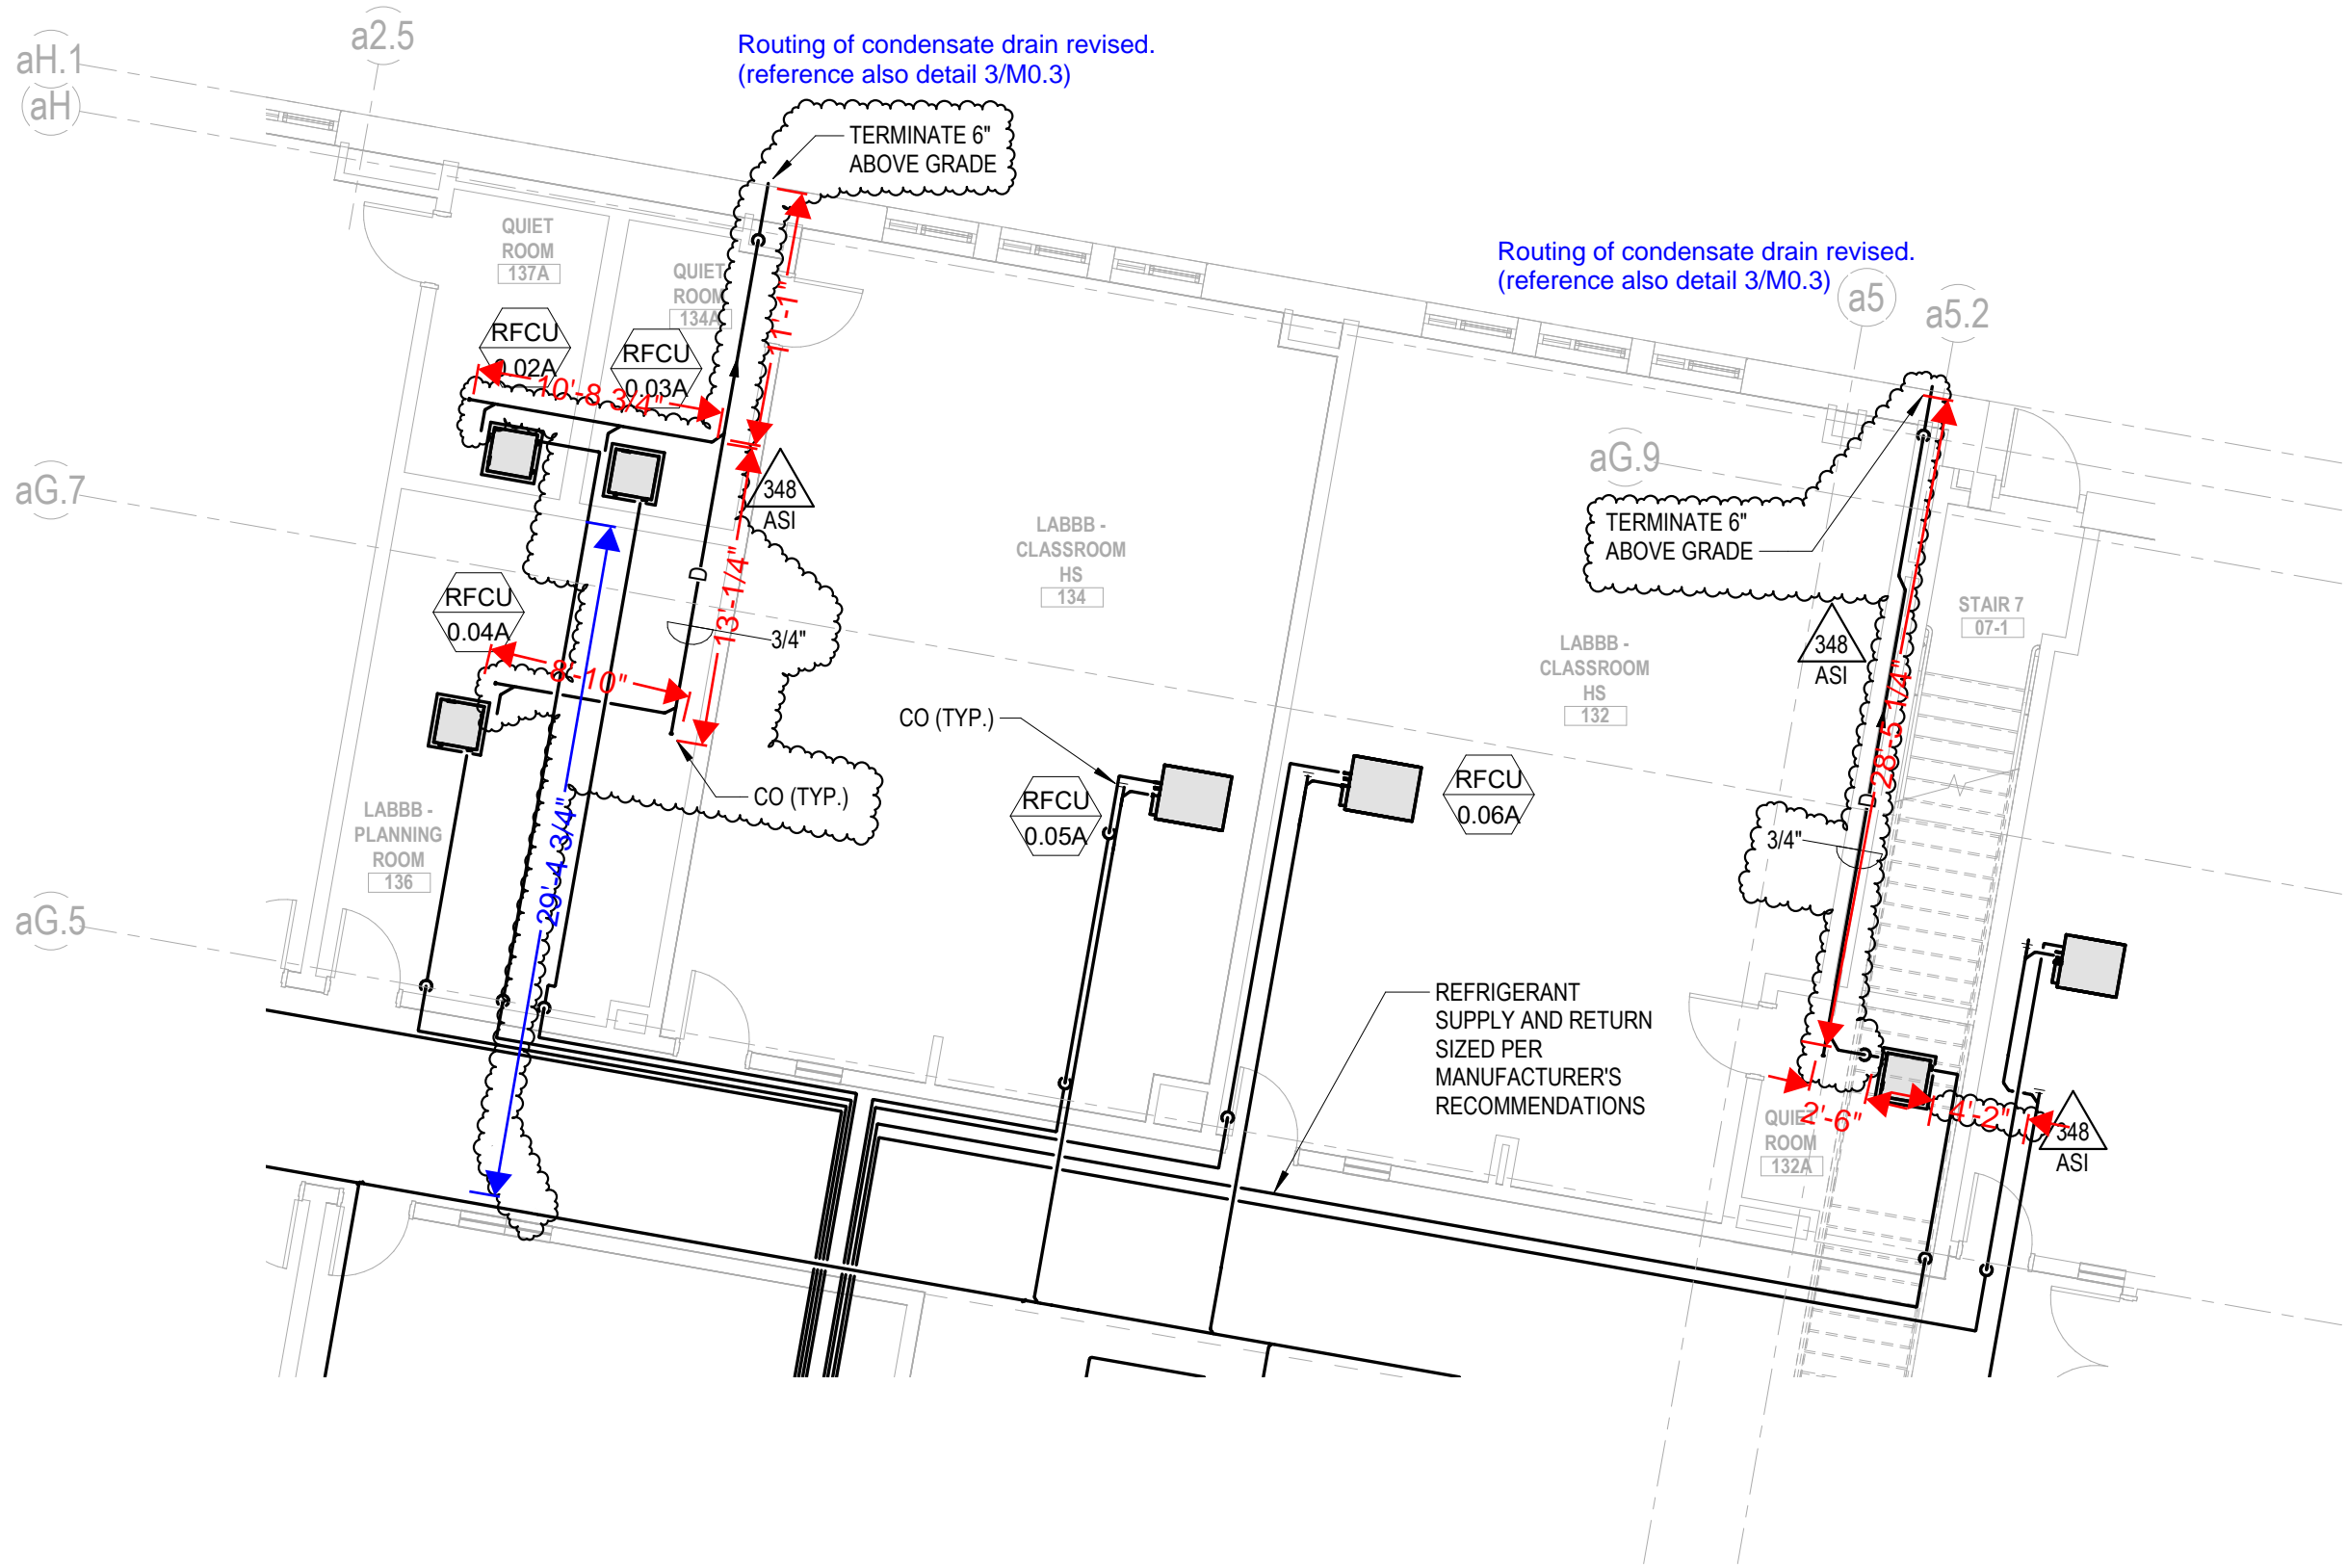 aH.1
aH
a2.5
Routing of condensate drain revised.
(reference also detail 3/M0.3)
TERMINATE 6"
ABOVE GRADE
QUIET
ROOM
137A
QUIET
ROOM
134A
RFCU
0.02A
RFCU
0.03A
10'-8 3/4"
Routing of condensate drain revised.
(reference also detail 3/M0.3)
a5
a5.2
aG.7
348
ASI
13'-1/4"
D
3/4"
RFCU
0.04A
8'-10"
CO (TYP.)
LABBB -
CLASSROOM
HS
134
aG.9
TERMINATE 6"
ABOVE GRADE
LABBB -
CLASSROOM
HS
132
348
ASI
STAIR 7
07-1
28'-5 1/4"
D
3/4"
CO (TYP.)
RFCU
0.05A
RFCU
0.06A
LABBB -
PLANNING
ROOM
136
29'-4 3/4"
aG.5
REFRIGERANT
SUPPLY AND RETURN
SIZED PER
MANUFACTURER'S
RECOMMENDATIONS
2'-6"
4'-2"
QUIET
ROOM
132A
348
ASI